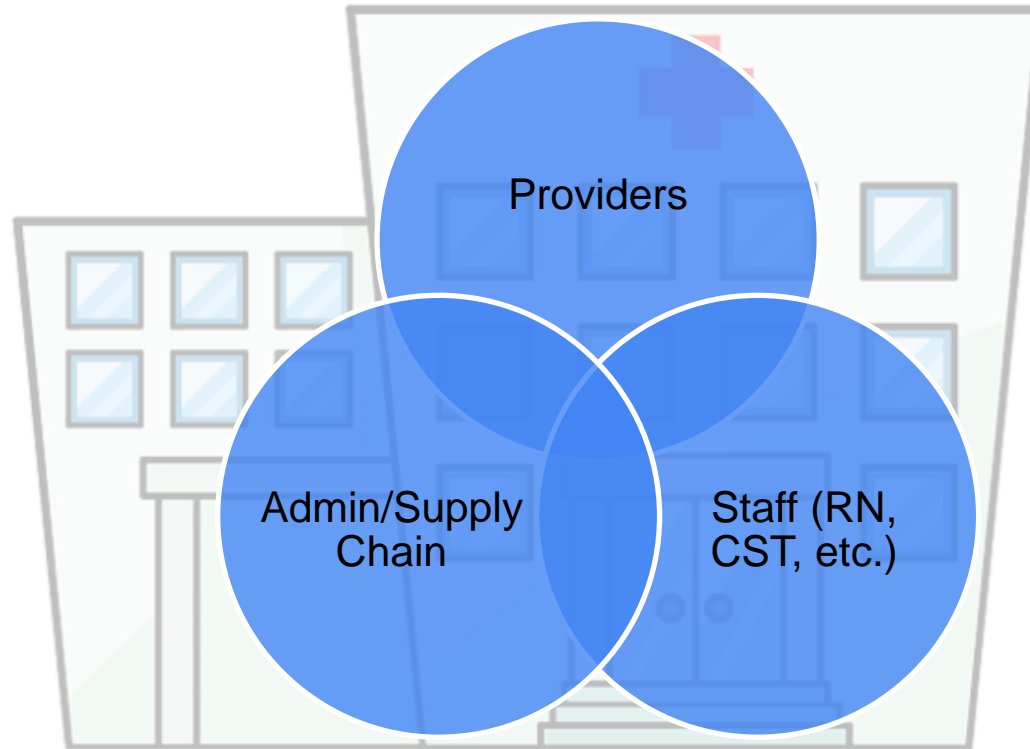 Providers
Admin/Supply
Chain
Staff (RN,
CST, etc.)